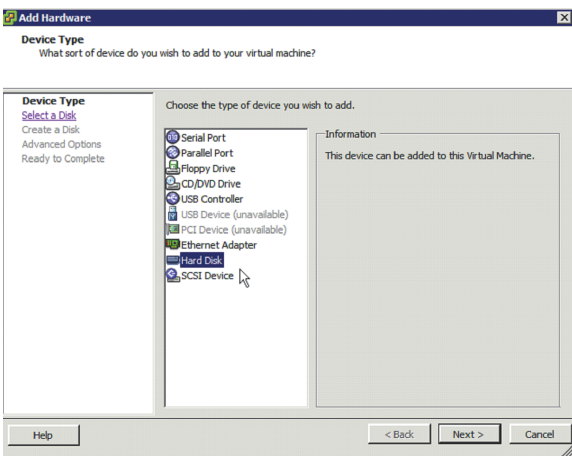 Add Hardware
Device Type
What sort of device do you wish to add to your virtual machine?
Device Type
Select a Disk
Create a Disk
Advanced Options
Ready to Complete
Choose the type of device you wish to add.
Serial Port
Parallel Port
Floppy Drive
CD/DVD Drive
USB Controller
USB Device (unavailable)
PCI Device (unavailable)
Ethernet Adapter
Hard Disk
SCSI Device
Information
This device can be added to this Virtual Machine.
Help
< Back
Next >
Cancel